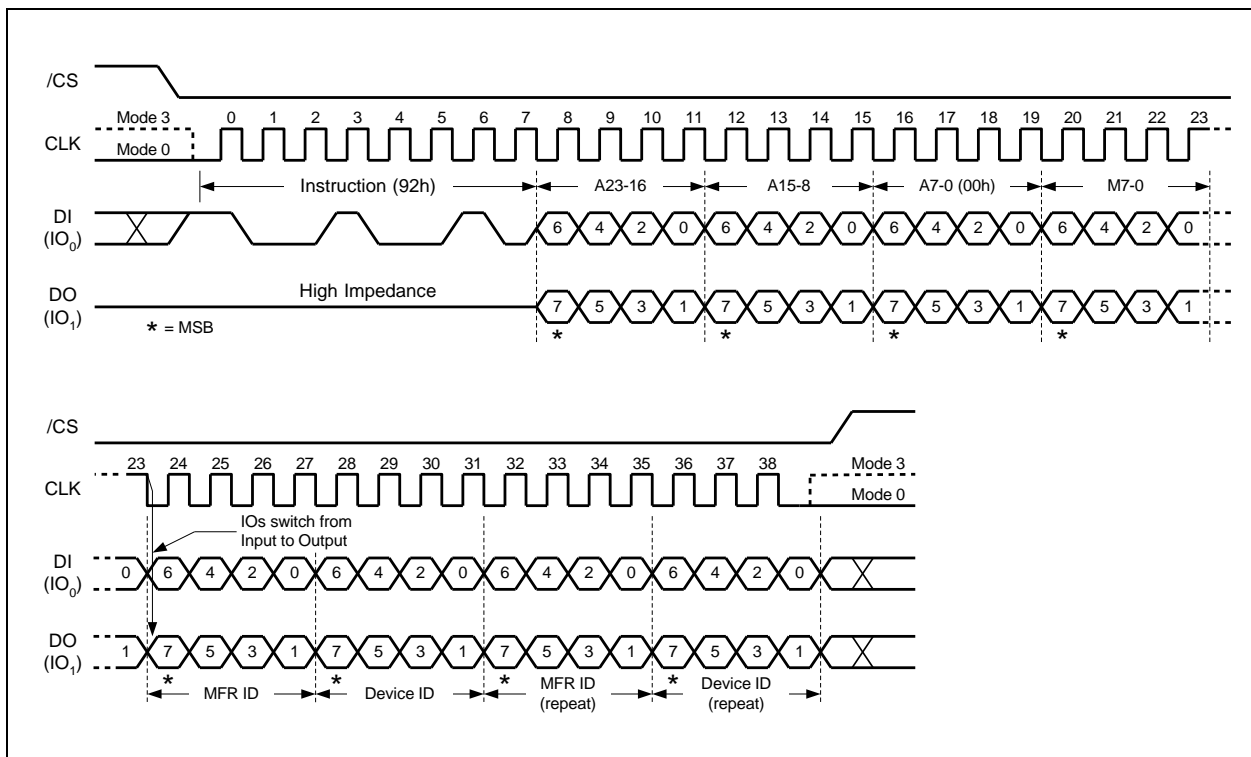 /CS
Mode 3 0 1 2 3 4 5 6 7 8 9 10 11 12 13 14 15 16 17 18 19 20 21 22 23
CLK
Mode 0
Instruction (92h) A23-16 A15-8 A7-0 (00h) M7-0
DI
(IO0)
6 4 2 0 6 4 2 0 6 4 2 0 6 4 2 0
High Impedance
DO
(IO1)
7 5 3 1 7 5 3 1 7 5 3 1 7 5 3 1
* = MSB
* * * *
/CS
23 24 25 26 27 28 29 30 31 32 33 34 35 36 37 38 Mode 3
CLK
Mode 0
IOs switch from
Input to Output
DI
(IO0)
0 6 4 2 0 6 4 2 0 6 4 2 0 6 4 2 0
DO
(IO1)
1 7 5 3 1 7 5 3 1 7 5 3 1 7 5 3 1
* * * *
MFR ID Device ID MFR ID
(repeat) Device ID
(repeat)